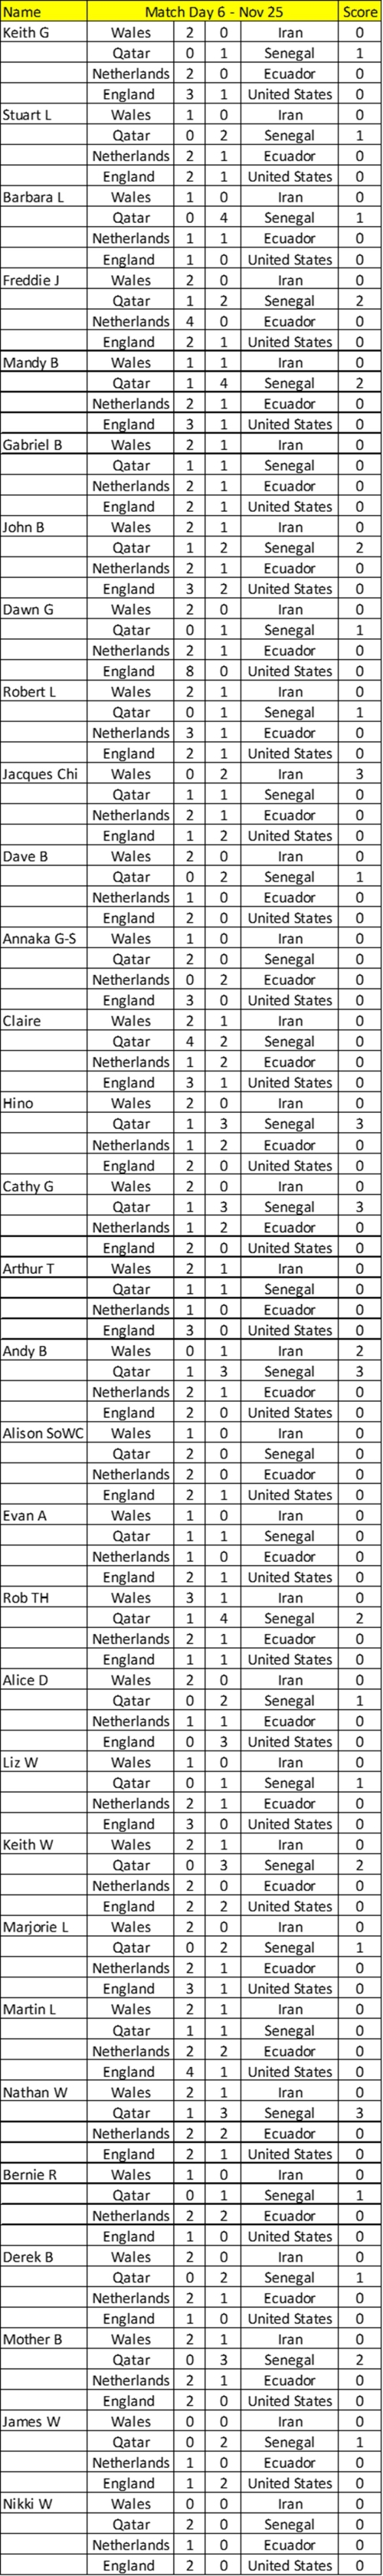 Name Match Day 6 - Nov 25 Score
Keith G Wales 2 0 Iran 0
Qatar 0 1 Senegal 1
Netherlands 2 0 Ecuador 0
England 3 1 United States 0
Stuart L Wales 1 0 Iran 0
Qatar 0 2 Senegal 1
Netherlands 2 1 Ecuador 0
England 2 1 United States 0
Barbara L Wales 1 0 Iran 0
Qatar 0 4 Senegal 1
Netherlands 1 1 Ecuador 0
England 1 0 United States 0
Freddie J Wales 2 0 Iran 0
Qatar 1 2 Senegal 2
Netherlands 4 0 Ecuador 0
England 2 1 United States 0
Mandy B Wales 1 1 Iran 0
Qatar 1 4 Senegal 2
Netherlands 2 1 Ecuador 0
England 3 1 United States 0
Gabriel B Wales 2 1 Iran 0
Qatar 1 1 Senegal 0
Netherlands 2 1 Ecuador 0
England 2 1 United States 0
John B Wales 2 1 Iran 0
Qatar 1 2 Senegal 2
Netherlands 2 1 Ecuador 0
England 3 2 United States 0
Dawn G Wales 2 0 Iran 0
Qatar 0 1 Senegal 1
Netherlands 2 1 Ecuador 0
England 8 0 United States 0
Robert L Wales 2 1 Iran 0
Qatar 0 1 Senegal 1
Netherlands 3 1 Ecuador 0
England 2 1 United States 0
Jacques Chi Wales 0 2 Iran 3
Qatar 1 1 Senegal 0
Netherlands 2 1 Ecuador 0
England 1 2 United States 0
Dave B Wales 2 0 Iran 0
Qatar 0 2 Senegal 1
Netherlands 1 0 Ecuador 0
England 2 0 United States 0
Annaka G-S Wales 1 0 Iran 0
Qatar 2 0 Senegal 0
Netherlands 0 2 Ecuador 0
England 3 0 United States 0
Claire Wales 2 1 Iran 0
Qatar 4 2 Senegal 0
Netherlands 1 2 Ecuador 0
England 3 1 United States 0
Hino Wales 2 0 Iran 0
Qatar 1 3 Senegal 3
Netherlands 1 2 Ecuador 0
England 2 0 United States 0
Cathy G Wales 2 0 Iran 0
Qatar 1 3 Senegal 3
Netherlands 1 2 Ecuador 0
England 2 0 United States 0
Arthur T Wales 2 1 Iran 0
Qatar 1 1 Senegal 0
Netherlands 1 0 Ecuador 0
England 3 0 United States 0
Andy B Wales 0 1 Iran 2
Qatar 1 3 Senegal 3
Netherlands 2 1 Ecuador 0
England 2 0 United States 0
Alison SoWC Wales 1 0 Iran 0
Qatar 2 0 Senegal 0
Netherlands 2 0 Ecuador 0
England 2 1 United States 0
Evan A Wales 1 0 Iran 0
Qatar 1 1 Senegal 0
Netherlands 1 0 Ecuador 0
England 2 1 United States 0
Rob TH Wales 3 1 Iran 0
Qatar 1 4 Senegal 2
Netherlands 2 1 Ecuador 0
England 1 1 United States 0
Alice D Wales 2 0 Iran 0
Qatar 0 2 Senegal 1
Netherlands 1 1 Ecuador 0
England 0 3 United States 0
Liz W Wales 1 0 Iran 0
Qatar 0 1 Senegal 1
Netherlands 2 1 Ecuador 0
England 3 0 United States 0
Keith W Wales 2 1 Iran 0
Qatar 0 3 Senegal 2
Netherlands 2 0 Ecuador 0
England 2 2 United States 0
Marjorie L Wales 2 0 Iran 0
Qatar 0 2 Senegal 1
Netherlands 2 1 Ecuador 0
England 3 1 United States 0
Martin L Wales 2 1 Iran 0
Qatar 1 1 Senegal 0
Netherlands 2 2 Ecuador 0
England 4 1 United States 0
Nathan W Wales 2 1 Iran 0
Qatar 1 3 Senegal 3
Netherlands 2 2 Ecuador 0
England 2 1 United States 0
Bernie R Wales 1 0 Iran 0
Qatar 0 1 Senegal 1
Netherlands 2 2 Ecuador 0
England 1 0 United States 0
Derek B Wales 2 0 Iran 0
Qatar 0 2 Senegal 1
Netherlands 2 1 Ecuador 0
England 1 0 United States 0
Mother B Wales 2 1 Iran 0
Qatar 0 3 Senegal 2
Netherlands 2 1 Ecuador 0
England 2 0 United States 0
James W Wales 0 0 Iran 0
Qatar 0 2 Senegal 1
Netherlands 1 0 Ecuador 0
England 1 2 United States 0
Nikki W Wales 0 0 Iran 0
Qatar 2 0 Senegal 0
Netherlands 1 0 Ecuador 0
England 2 0 United States 0